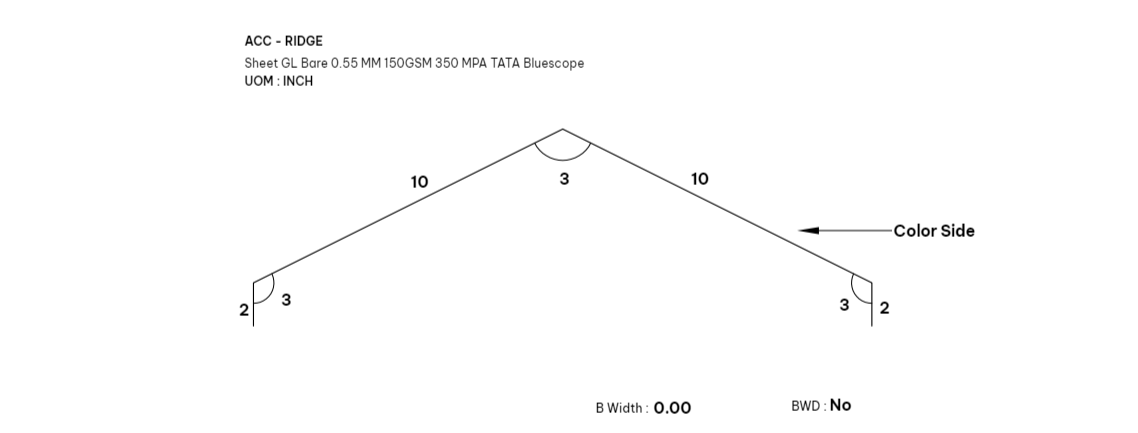 ACC - RIDGE
Sheet GL Bare 0.55 MM 150GSM 350 MPA TATA Bluescope
UOM : INCH
10
3
10
Color Side
2
3
3
2
B Width : 0.00
BWD : No